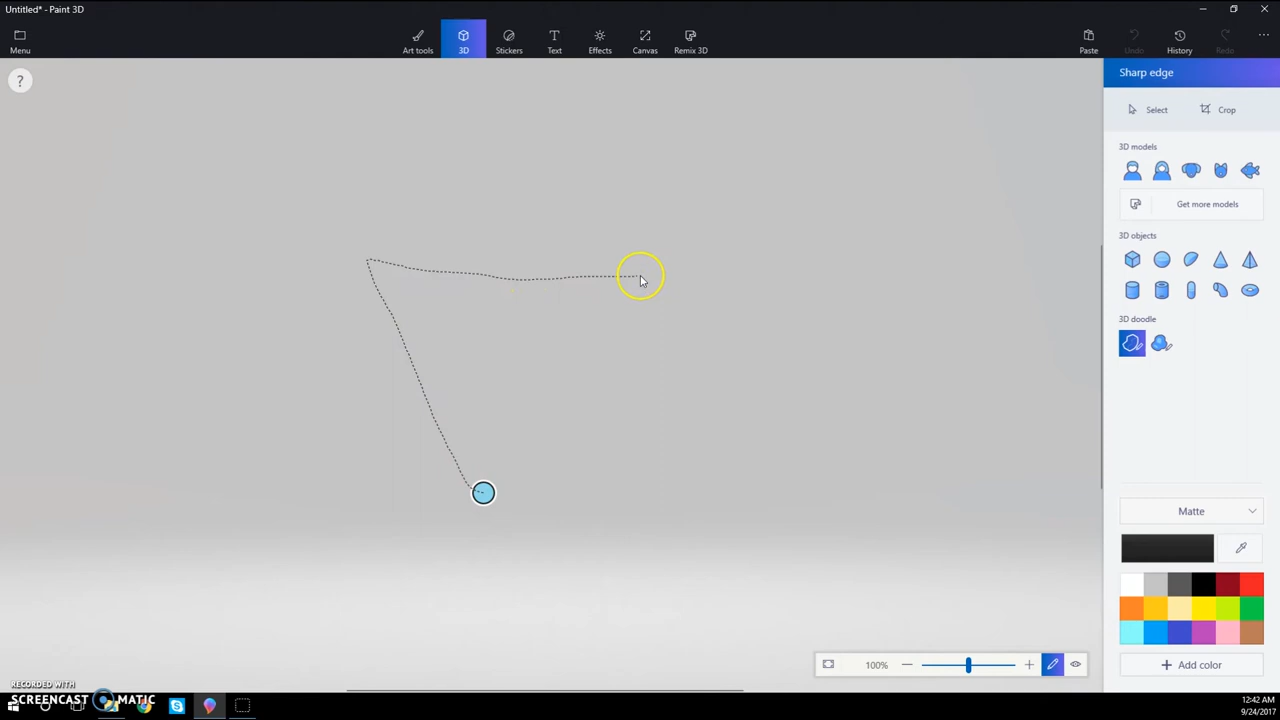 Untitled* - Paint 3D
Menu
Art tools
3D
Stickers
Text
Effects
Canvas
Remix 3D
Paste
Undo
History
Redo
?
Sharp edge
Select
Crop
3D models
Get more models
3D objects
3D doodle
Matte
Add color
100%
RECORDED WITH
SCREENCAST MATIC
12:42 AM
9/24/2017